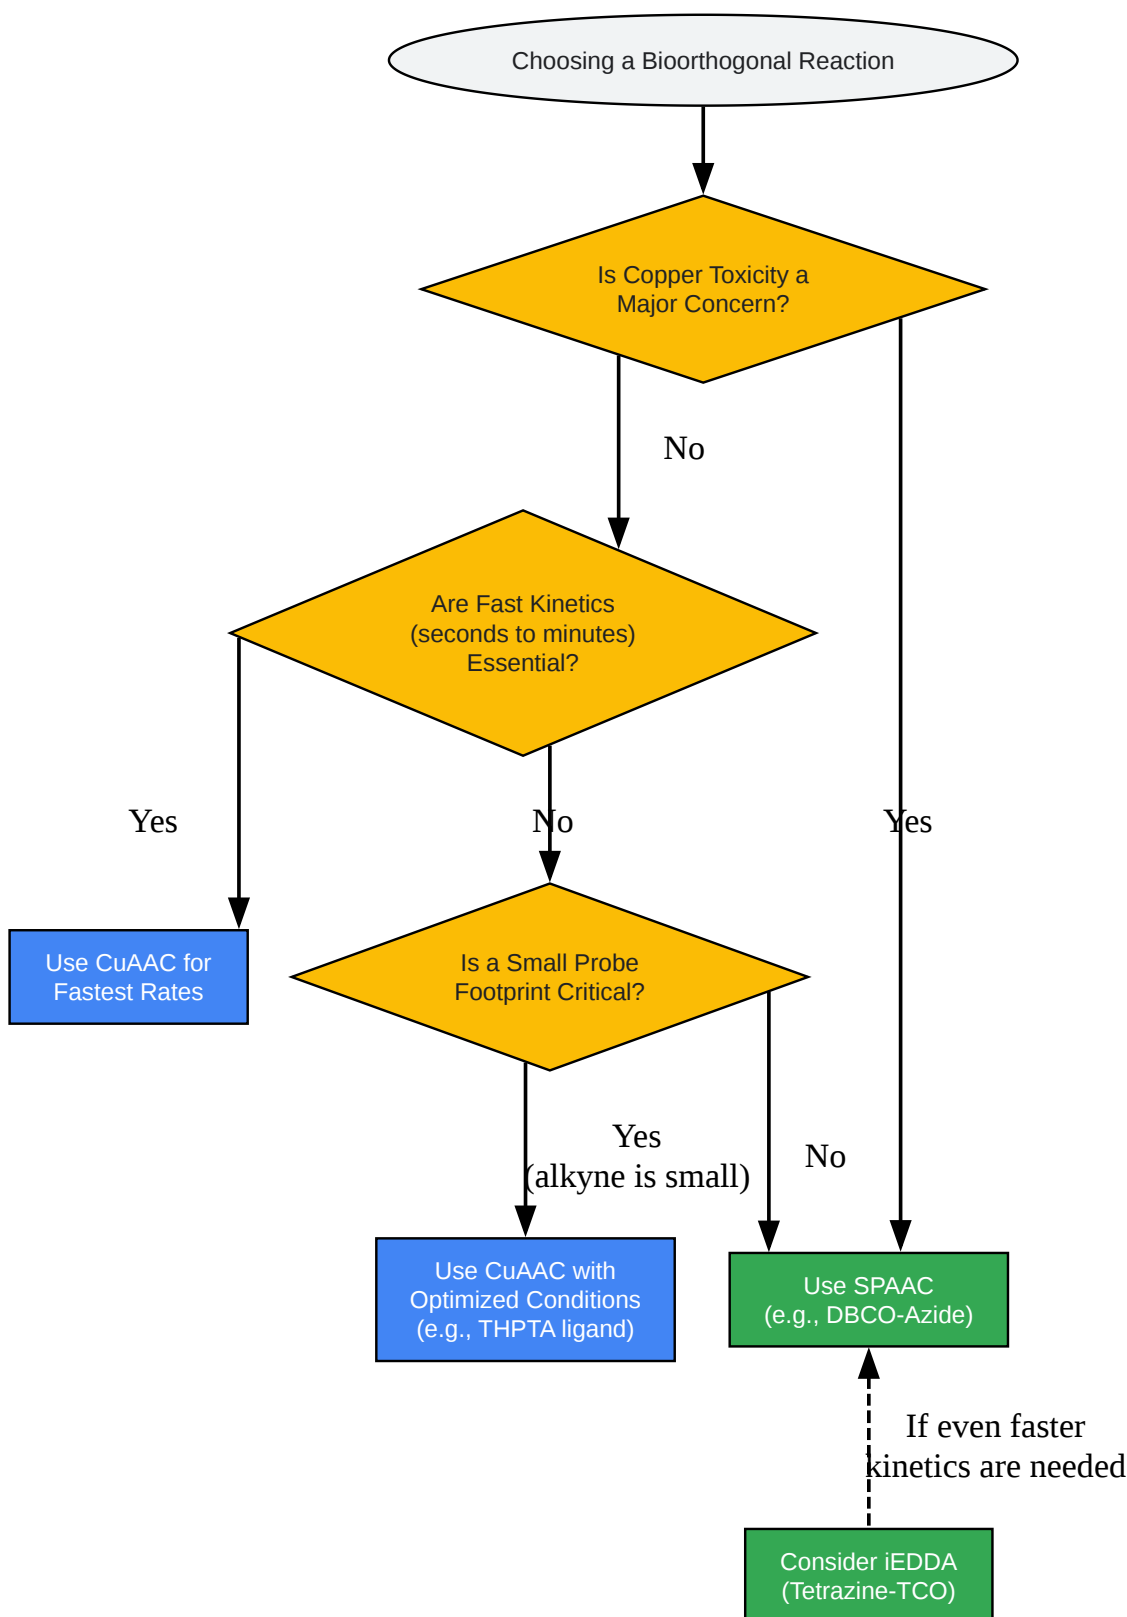 Choosing a Bioorthogonal Reaction
Is Copper Toxicity a
Major Concern?
No
Are Fast Kinetics
(seconds to minutes)
Essential?
Yes
No
Yes
Use CuAAC for
Fastest Rates
Is a Small Probe
Footprint Critical?
Yes
(alkyne is small)
No
Use CuAAC with
Optimized Conditions
(e.g., THPTA ligand)
Use SPAAC
(e.g., DBCO-Azide)
If even faster
kinetics are needed
Consider iEDDA
(Tetrazine-TCO)